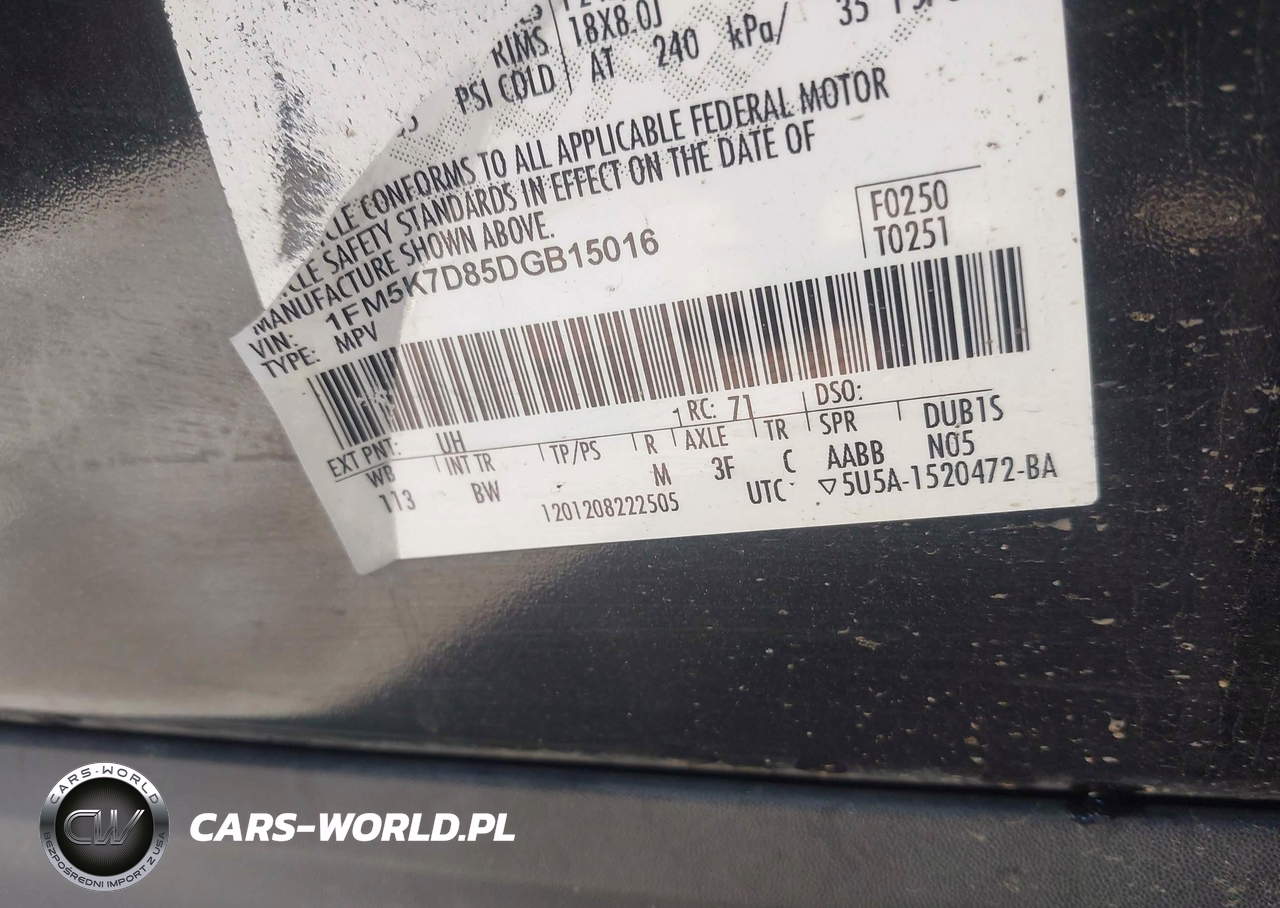 RIMS 18X8.0J
PSI COLD AT 240 kPa/ 35
CONFORMS TO ALL APPLICABLE FEDERAL MOTOR
SAFETY STANDARDS IN EFFECT ON THE DATE OF
MANUFACTURE SHOWN ABOVE.
F0250
T0251
VIN: 1FM5K7D85DGB15016
TYPE: MPV
EXT PNT: UH RC: 71 DSO:
WB INT TR TP/PS R AXLE TR SPR DUB1S
113 BW M 3F C AABB N05
1201208222505 UTC ▽5U5A-1520472-BA
CARS-WORLD
CW
BEZPOŚREDNI IMPORT Z USA
CARS-WORLD.PL